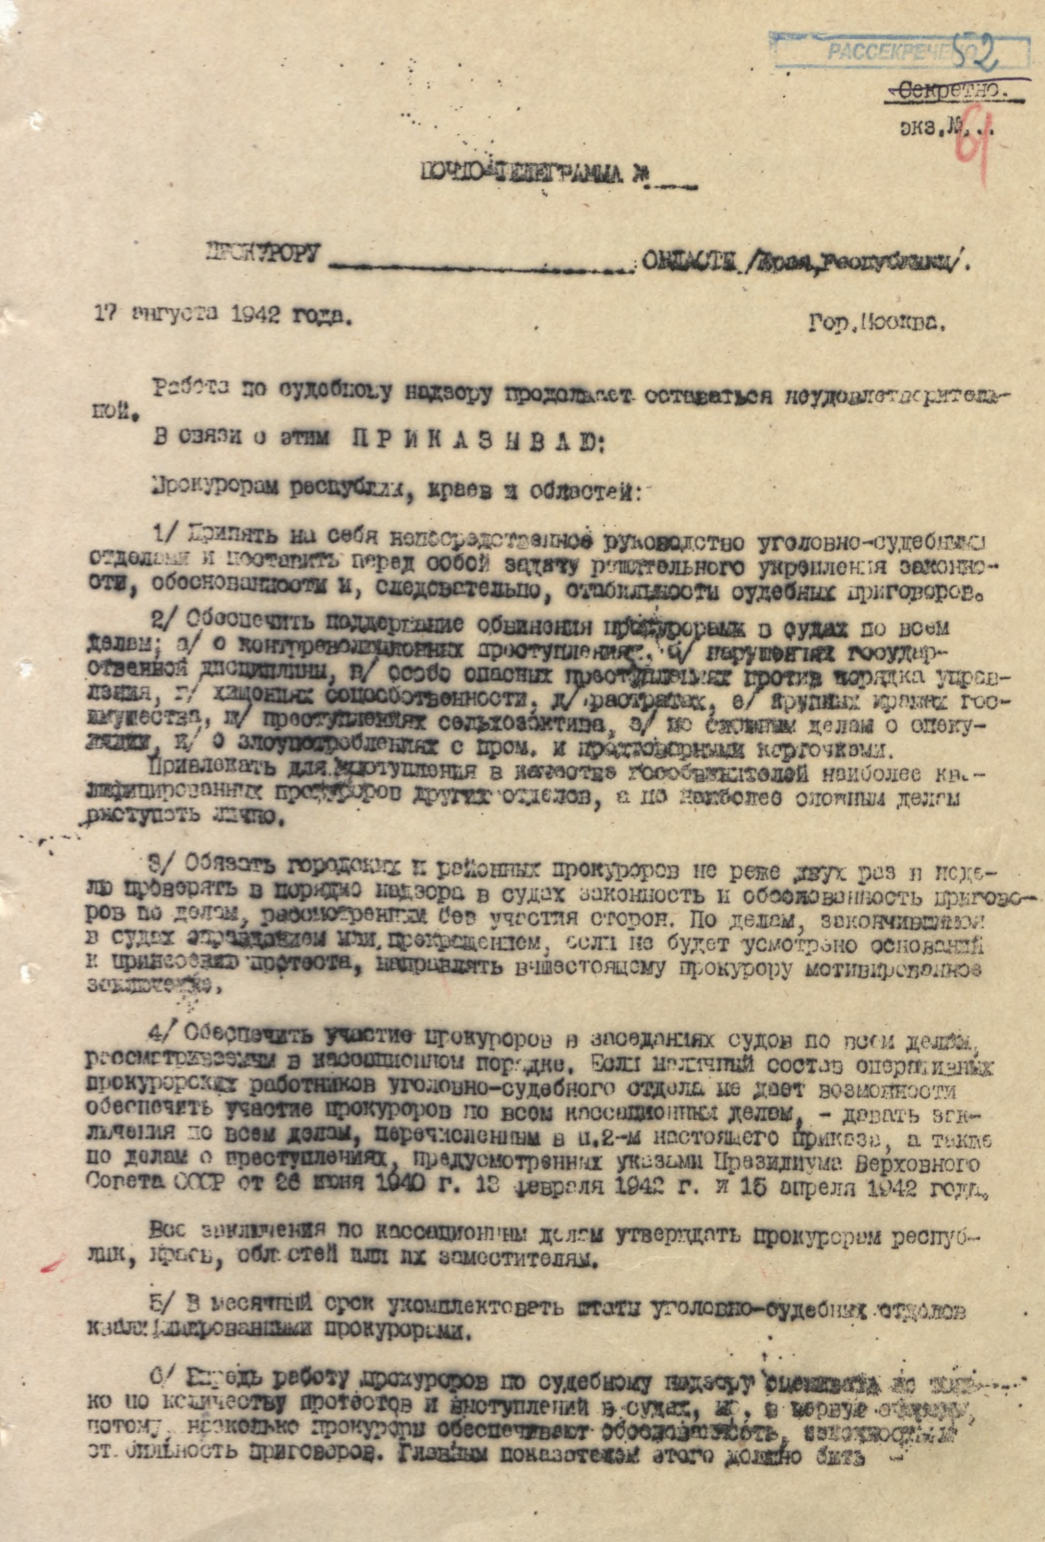 РАССЕКРЕЧЕНО
52
Секретно.
экз.№...
61
ПОЧТО-ТЕЛЕГРАММА №___
ПРОКУРОРУ ____________________ ОБЛАСТИ /Края,Республики/.
17 августа 1942 года.
Гор.Москва.
Работа по судебному надзору продолжает оставаться неудовлетворитель-
ной.
В связи с этим П Р И К А З Ы В А Ю:
Прокурорам республик, краев и областей:
1/ Принять на себя непосредственное руководство уголовно-судебными
отделами и поставить перед собой задачу решительного укрепления законно-
сти, обоснованности и, следовательно, стабильности судебных приговоров.
2/ Обеспечить поддержание обвинения прокурорами в судах по всем
делам; а/ о контрреволюционных преступлениях, б/ нарушениях государ-
ственной дисциплины, в/ особо опасных преступлениях против порядка управ-
ления, г/ хищениях соцсобственности, д/ растратах, е/ крупных кражах гос-
имущества, ж/ преступлениях сельхозактива, з/ по сложным делам о спеку-
ляции, и/ о злоупотреблениях с пром. и продтоварными карточками.
Привлекать для выступления в качестве гособвинителей наиболее ква-
лифицированных прокуроров других отделов, а по наиболее сложным делам
выступать лично.
3/ Обязать городских и районных прокуроров не реже двух раз в неде-
лю проверять в порядке надзора в судах законность и обоснованность пригово-
ров по делам, рассмотренным без участия сторон. По делам, закончившимся
в судах оправданием или прекращением, если не будет усмотрено оснований
к принесению протеста, направлять вышестоящему прокурору мотивированное
заключение.
4/ Обеспечить участие прокуроров в заседаниях судов по всем делам,
рассматриваемым в кассационном порядке. Если наличный состав оперативных
прокурорских работников уголовно-судебного отдела не дает возможности
обеспечить участие прокуроров по всем кассационным делам, - давать зак-
лючения по всем делам, перечисленным в п.2-м настоящего приказа, а также
по делам о преступлениях, предусмотренных указами Президиума Верховного
Совета СССР от 26 июня 1940 г. 13 февраля 1942 г. и 15 апреля 1942 года.
Все заключения по кассационным делам утверждать прокурорам респуб-
лик, краев, областей или их заместителям.
5/ В месячный срок укомплектовать штаты уголовно-судебных отделов
квалифицированными прокурорами.
6/ Впредь работу прокуроров по судебному надзору оценивать не толь-
ко по количеству протестов и выступлений в судах, но, в первую очередь,
потому, насколько прокуроры обеспечивают обоснованность, законность и
стабильность приговоров. Главным показателем этого должно быть -